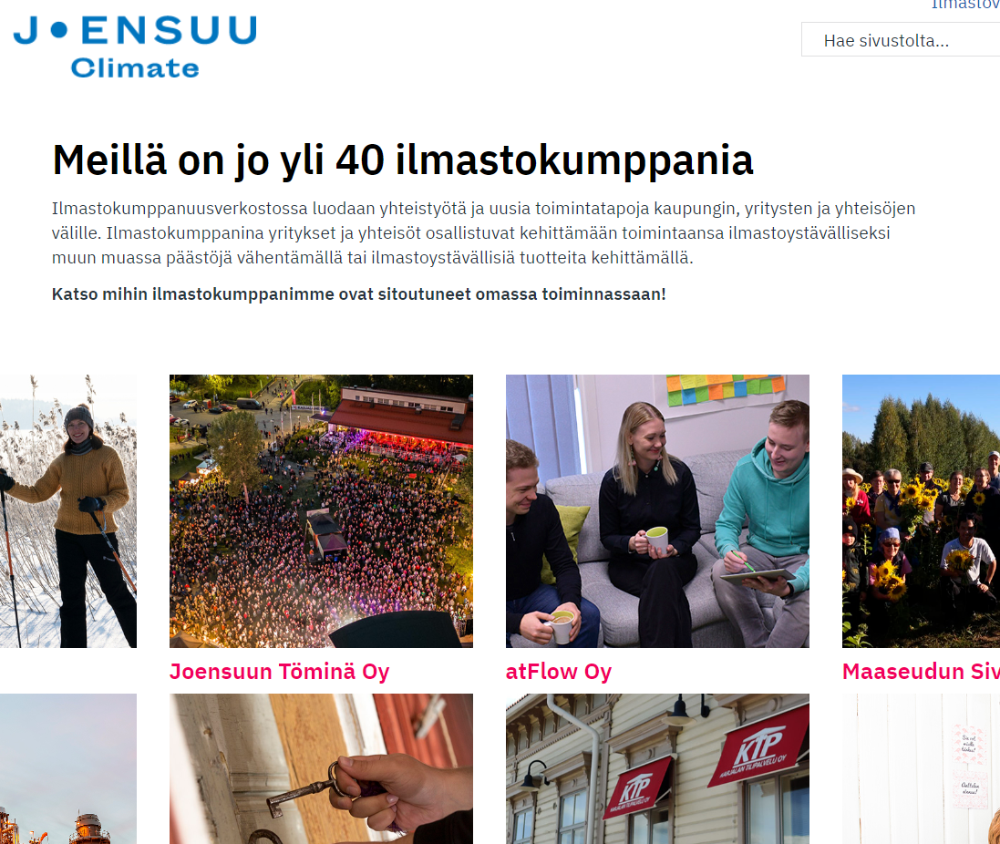 Ilmastov
J•ENSUU
Climate
Hae sivustolta...
Meillä on jo yli 40 ilmastokumppania
Ilmastokumppanuusverkostossa luodaan yhteistyötä ja uusia toimintatapoja kaupungin, yritysten ja yhteisöjen
välille. Ilmastokumppanina yritykset ja yhteisöt osallistuvat kehittämään toimintaansa ilmastoystävälliseksi
muun muassa päästöjä vähentämällä tai ilmastoystävällisiä tuotteita kehittämällä.
Katso mihin ilmastokumppanimme ovat sitoutuneet omassa toiminnassaan!
Joensuun Töminä Oy
atFlow Oy
Maaseudun Siv
KTP
KARJALAN TILIPALVELU OY
KTP
KARJALAN TILIPALVELU OY